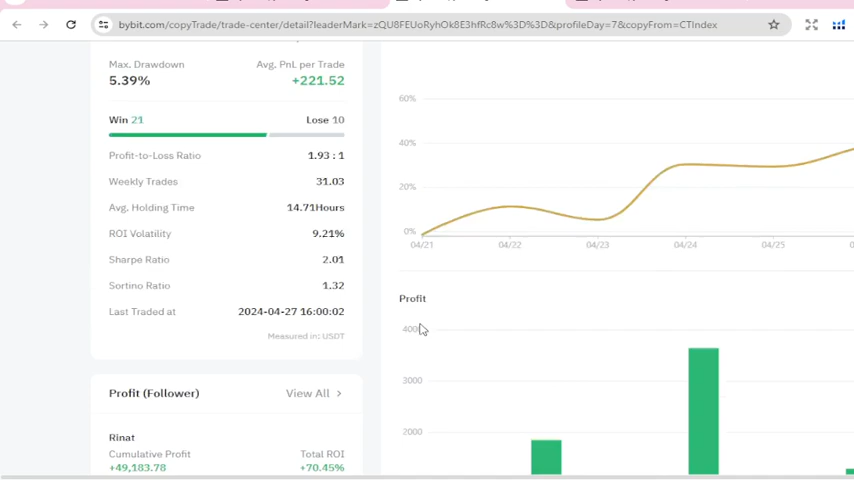 bybit.com/copyTrade/trade-center/detail?leaderMark=zQU8FEUoRyhOk8E3hfRc8w%3D%3D&profileDay=7&copyFrom=CTIndex
Max. Drawdown Avg. PnL per Trade
5.39% +221.52
Win 21 Lose 10
Profit-to-Loss Ratio 1.93 : 1
Weekly Trades 31.03
Avg. Holding Time 14.71Hours
ROI Volatility 9.21%
Sharpe Ratio 2.01
Sortino Ratio 1.32
Last Traded at 2024-04-27 16:00:02
Measured in: USDT
Profit (Follower) View All >
Rinat
Cumulative Profit Total ROI
+49,183.78 +70.45%
60%
40%
20%
0%
04/21 04/22 04/23 04/24 04/25
Profit
4000
3000
2000